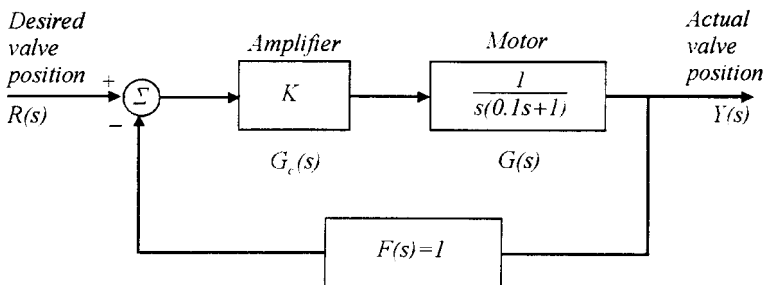 Desired
valve
position
R(s)
+
−
Σ
Amplifier
K
G_c(s)
Motor
1
s(0.1s+1)
G(s)
Actual
valve
position
Y(s)
F(s)=1